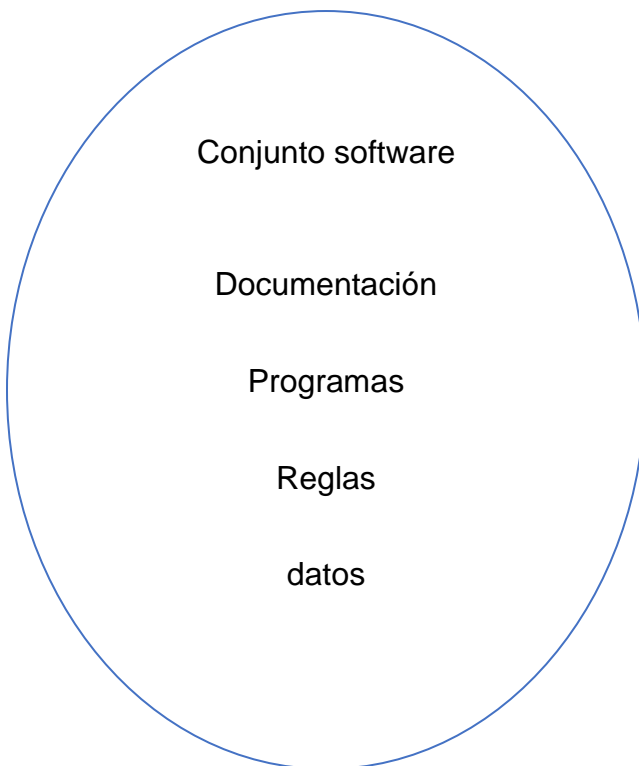 Conjunto software
Documentación
Programas
Reglas
datos